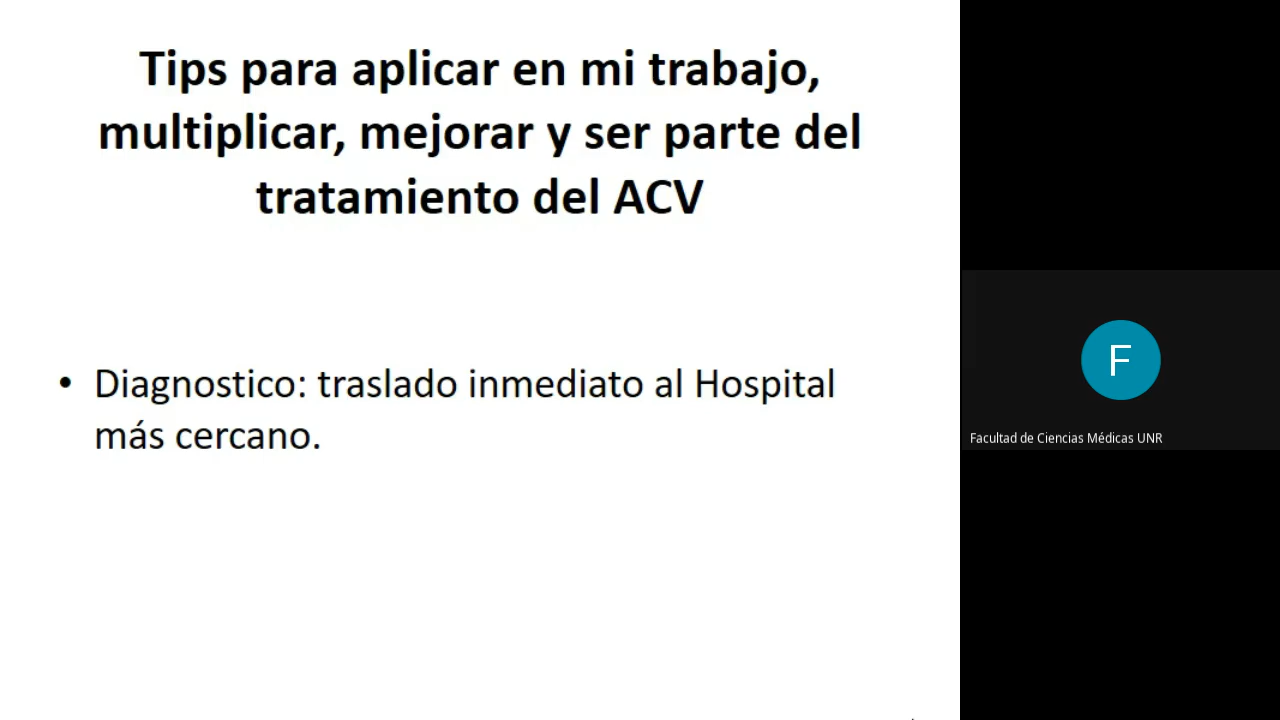 Tips para aplicar en mi trabajo,
multiplicar, mejorar y ser parte del
tratamiento del ACV
• Diagnostico: traslado inmediato al Hospital
más cercano.
F
Facultad de Ciencias Médicas UNR